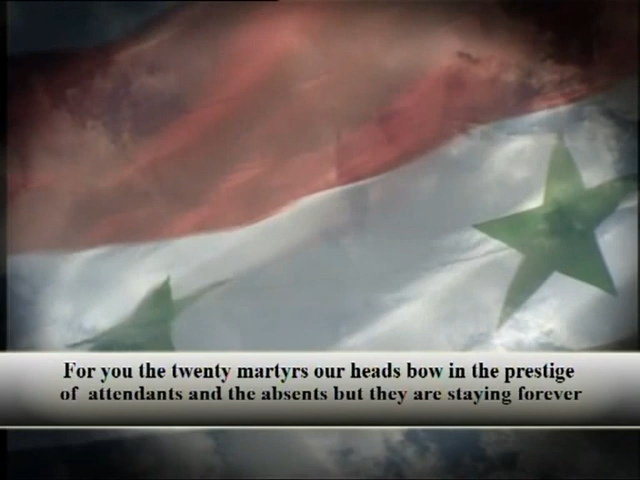 For you the twenty martyrs our heads bow in the prestige
of attendants and the absents but they are staying forever